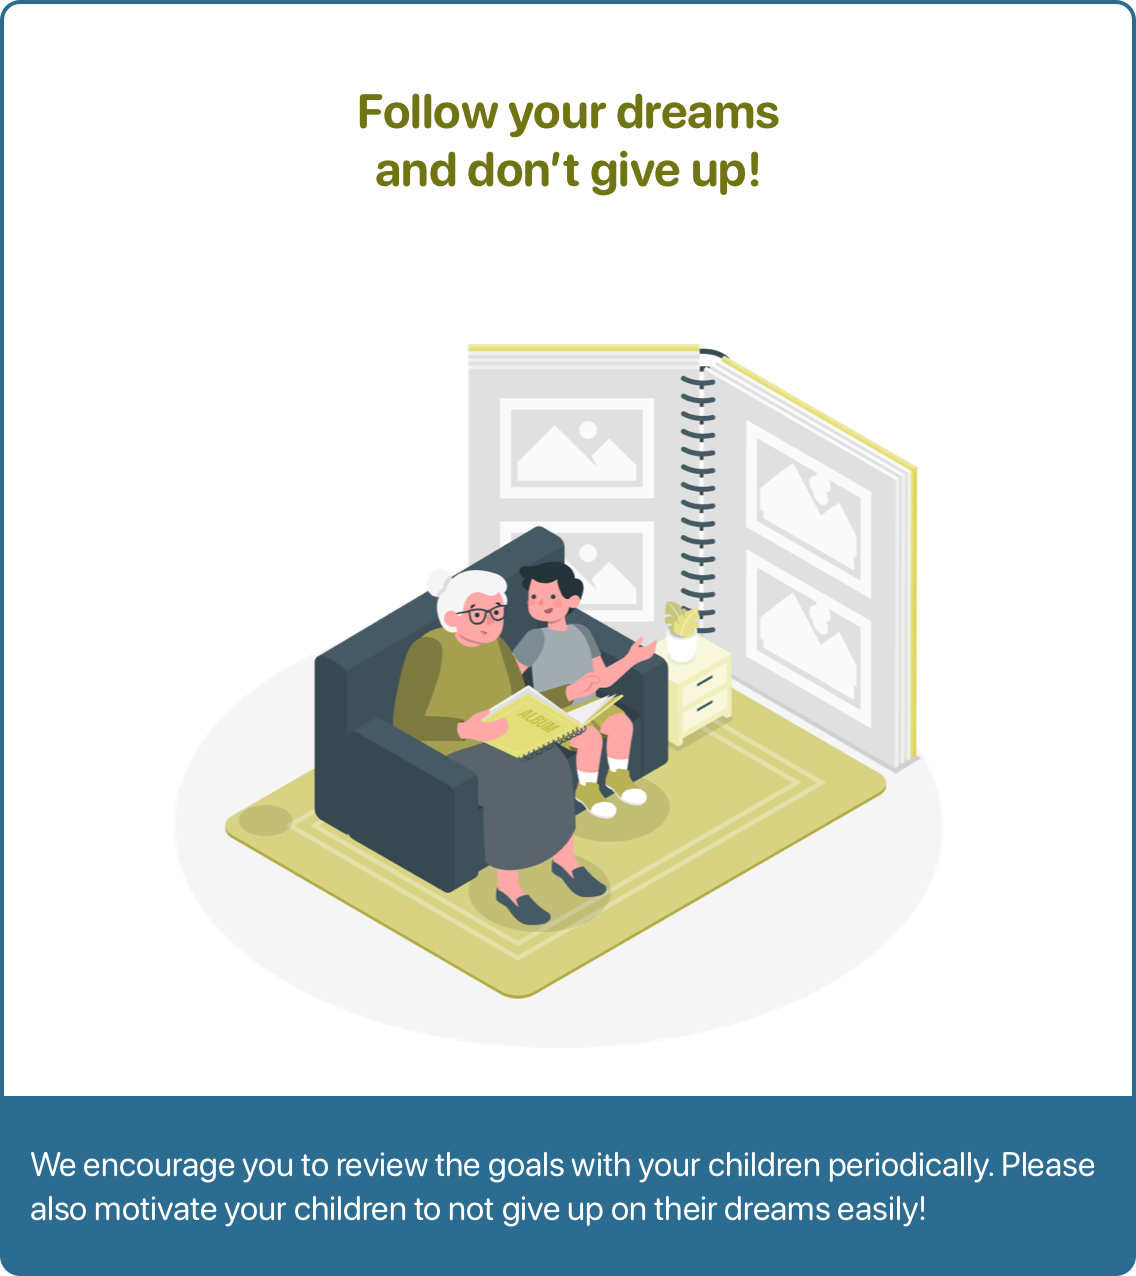 Follow your dreams
and don't give up!
ALBUM
We encourage you to review the goals with your children periodically. Please
also motivate your children to not give up on their dreams easily!